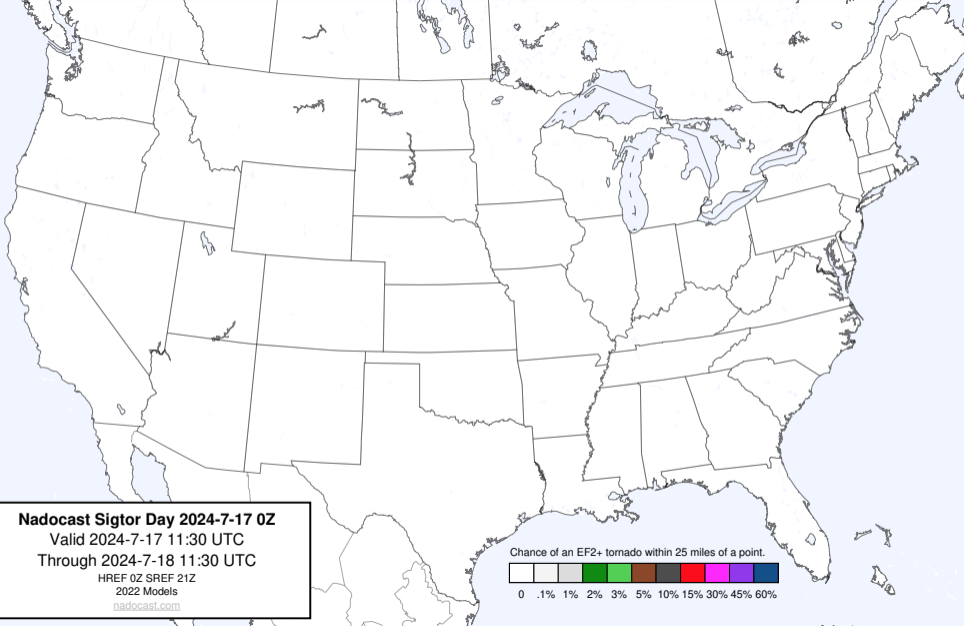 Nadocast Sigtor Day 2024-7-17 0Z
Valid 2024-7-17 11:30 UTC
Through 2024-7-18 11:30 UTC
HREF 0Z SREF 21Z
2022 Models
nadocast.com
Chance of an EF2+ tornado within 25 miles of a point.
0 .1% 1% 2% 3% 5% 10% 15% 30% 45% 60%